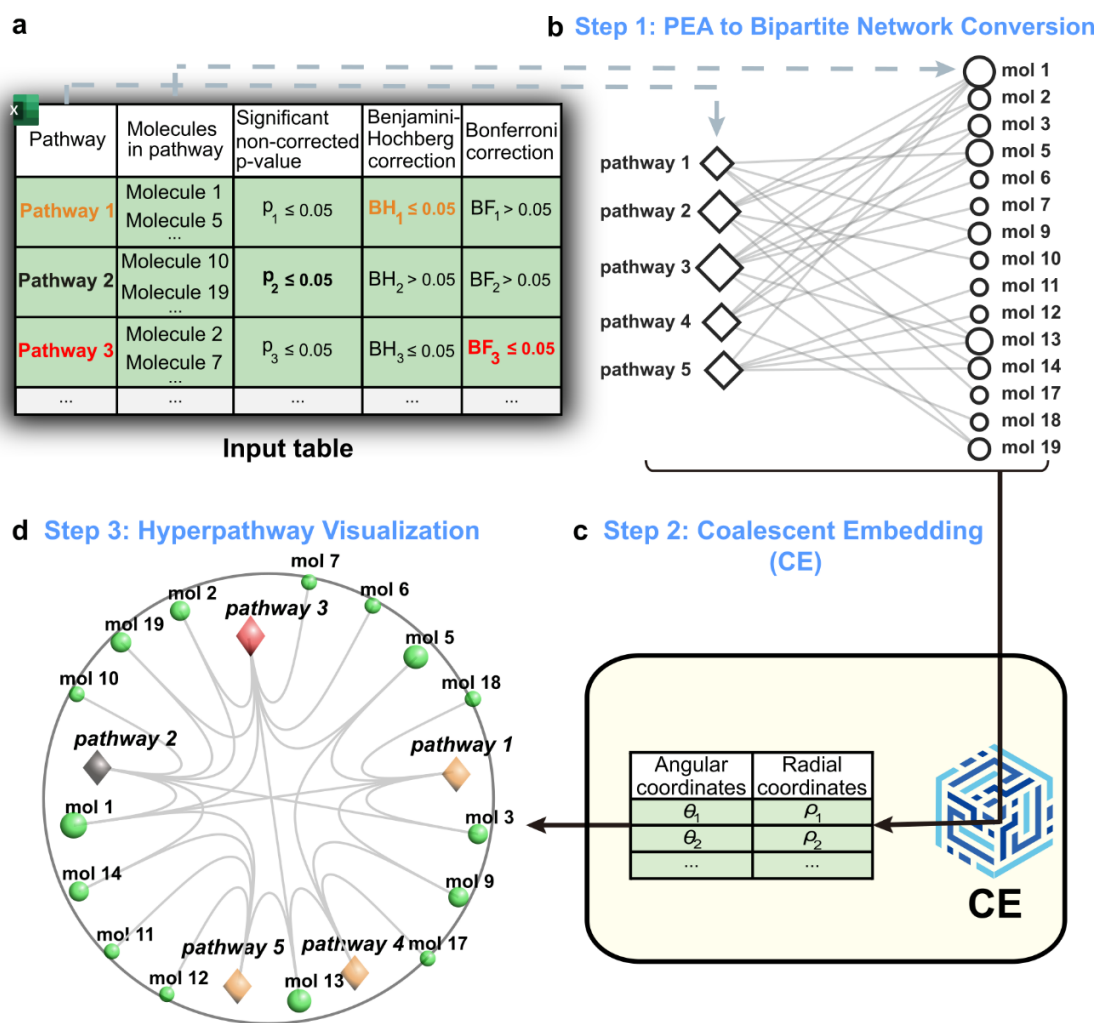 a
X
Pathway
Molecules
in pathway
Significant
non-corrected
p-value
Benjamini-
Hochberg
correction
Bonferroni
correction
Pathway 1
Molecule 1
Molecule 5
...
p1 ≤ 0.05
BH1 ≤ 0.05
BF1 > 0.05
Pathway 2
Molecule 10
Molecule 19
...
p2 ≤ 0.05
BH2 > 0.05
BF2 > 0.05
Pathway 3
Molecule 2
Molecule 7
...
p3 ≤ 0.05
BH3 ≤ 0.05
BF3 ≤ 0.05
...
...
...
...
...
Input table
b Step 1: PEA to Bipartite Network Conversion
pathway 1
pathway 2
pathway 3
pathway 4
pathway 5
mol 1
mol 2
mol 3
mol 5
mol 6
mol 7
mol 9
mol 10
mol 11
mol 12
mol 13
mol 14
mol 17
mol 18
mol 19
c Step 2: Coalescent Embedding
(CE)
Angular
coordinates
Radial
coordinates
θ1
ρ1
θ2
ρ2
...
...
CE
d Step 3: Hyperpathway Visualization
mol 7
mol 2
pathway 3
mol 6
mol 19
mol 5
mol 10
mol 18
pathway 2
pathway 1
mol 1
mol 3
mol 14
mol 9
mol 11
pathway 5
pathway 4
mol 17
mol 12
mol 13